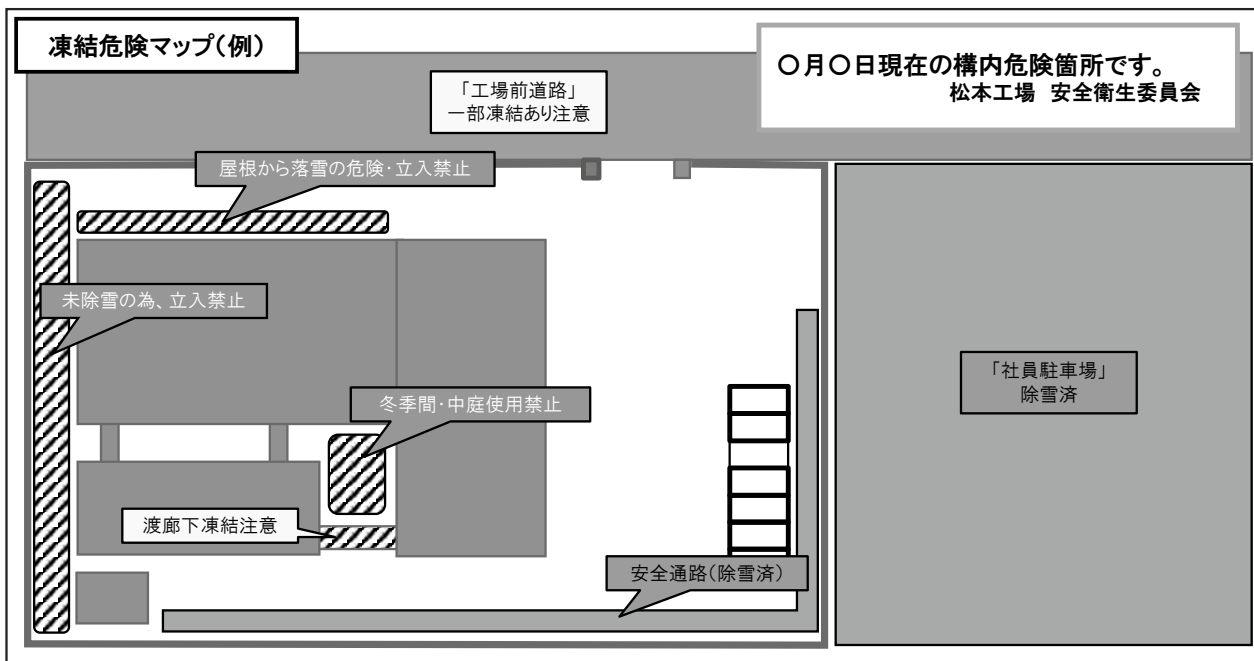 凍結危険マップ(例)
〇月〇日現在の構内危険箇所です。
松本工場 安全衛生委員会
「工場前道路」
一部凍結あり注意
屋根から落雪の危険・立入禁止
未除雪の為、立入禁止
冬季間・中庭使用禁止
「社員駐車場」
除雪済
渡廊下凍結注意
安全通路(除雪済)